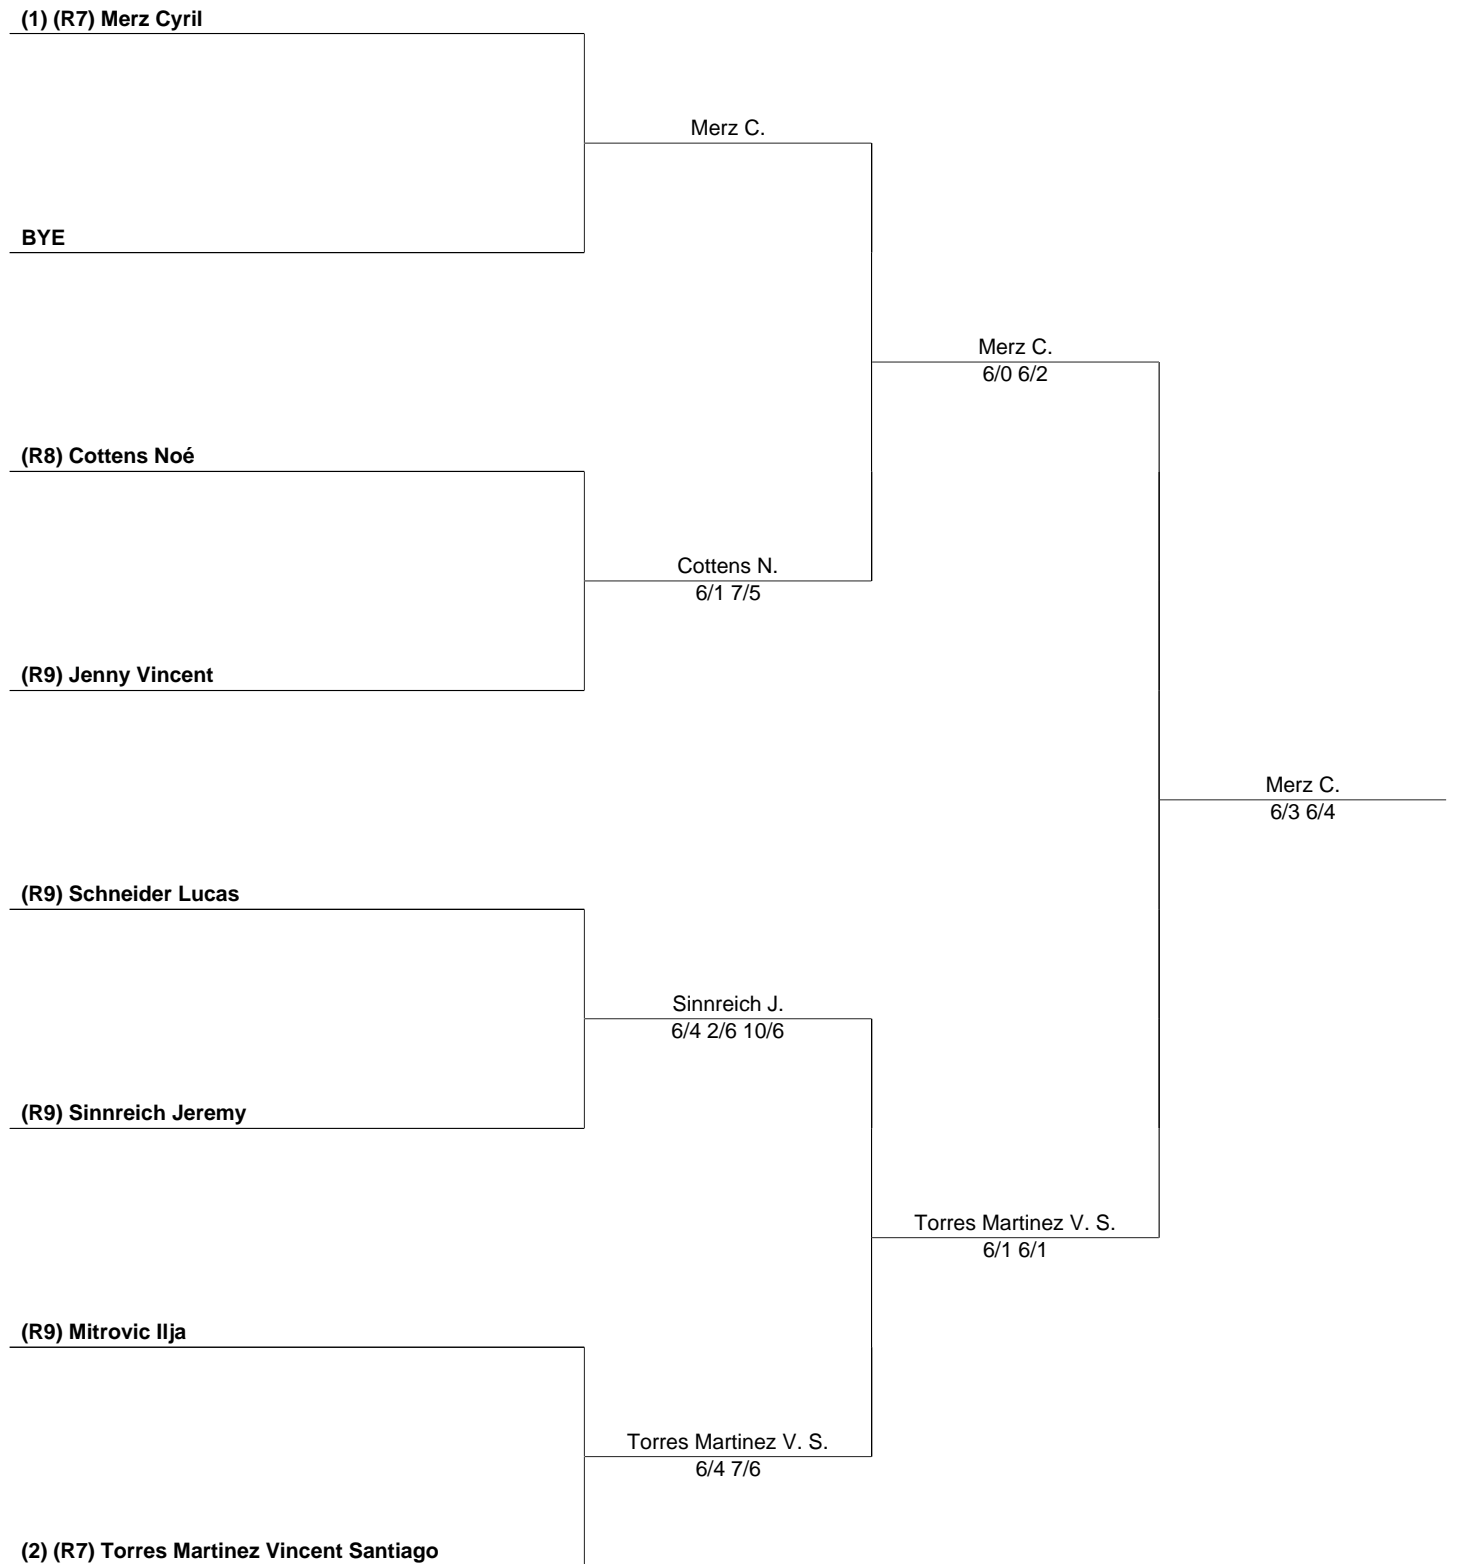 (1) (R7) Merz Cyril
Merz C.
BYE
Merz C.
6/0 6/2
(R8) Cottens Noé
Cottens N.
6/1 7/5
(R9) Jenny Vincent
Merz C.
6/3 6/4
(R9) Schneider Lucas
Sinnreich J.
6/4 2/6 10/6
(R9) Sinnreich Jeremy
Torres Martinez V. S.
6/1 6/1
(R9) Mitrovic Ilja
Torres Martinez V. S.
6/4 7/6
(2) (R7) Torres Martinez Vincent Santiago